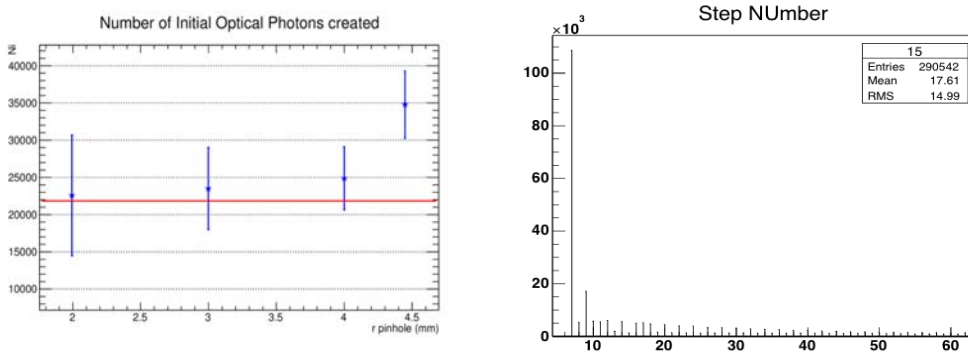 Number of Initial Optical Photons created
Ni
40000
35000
30000
25000
20000
15000
10000
2 2.5 3 3.5 4 4.5
r pinhole (mm)
Step NUmber
×10³
100
80
60
40
20
0
10 20 30 40 50 60
15
Entries 290542
Mean 17.61
RMS 14.99